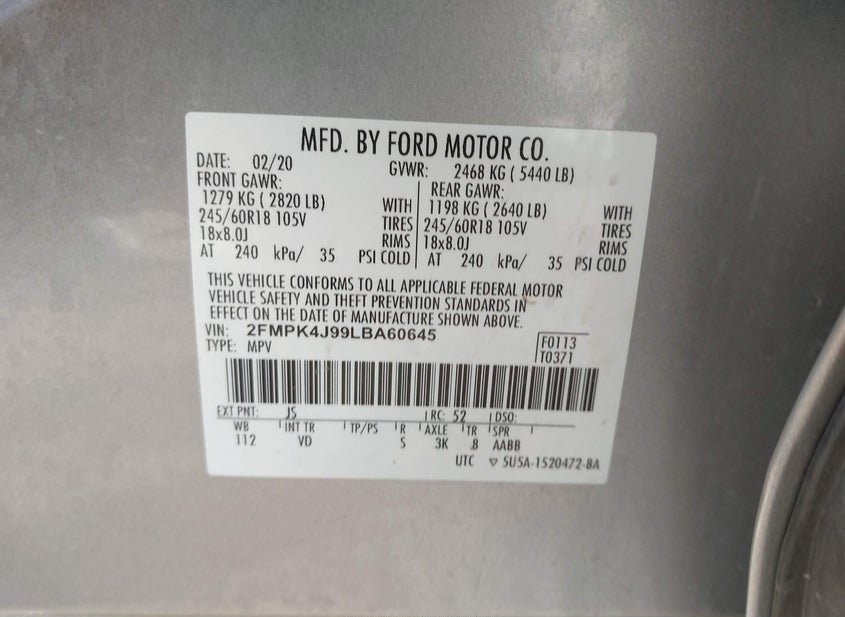 MFD. BY FORD MOTOR CO.
DATE: 02/20 GVWR: 2468 KG ( 5440 LB)
FRONT GAWR: REAR GAWR:
1279 KG ( 2820 LB) WITH 1198 KG ( 2640 LB) WITH
245/60R18 105V TIRES 245/60R18 105V TIRES
18x8.0J RIMS 18x8.0J RIMS
AT 240 kPa/ 35 PSI COLD AT 240 kPa/ 35 PSI COLD
THIS VEHICLE CONFORMS TO ALL APPLICABLE FEDERAL MOTOR
VEHICLE SAFETY AND THEFT PREVENTION STANDARDS IN
EFFECT ON THE DATE OF MANUFACTURE SHOWN ABOVE.
VIN: 2FMPK4J99LBA60645 F0113
TYPE: MPV T0371
EXT PNT: JS RC: 52 DSO:
WB INT TR TP/PS R AXLE TR SPR
112 VD S 3K .8 AABB
UTC ▽ 5U5A-1520472-BA